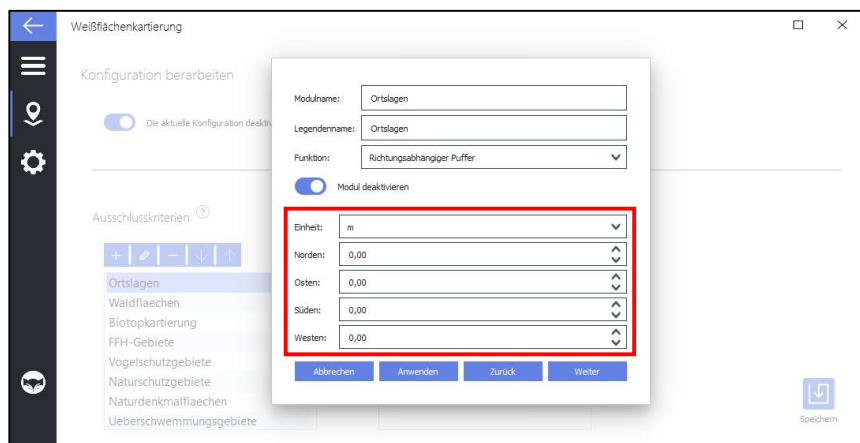 Weißflächenkartierung
Konfiguration berarbeiten
Die aktuelle Konfiguration deaktiv
Ausschlusskriterien ?
Ortslagen
Waldflaechen
Biotopkartierung
FFH-Gebiete
Vogelschutzgebiete
Naturschutzgebiete
Naturdenkmalflaechen
Ueberschwemmungsgebiete
Modulname: Ortslagen
Legendenname: Ortslagen
Funktion: Richtungsabhängiger Puffer
Modul deaktivieren
Einheit: m
Norden: 0,00
Osten: 0,00
Süden: 0,00
Westen: 0,00
Abbrechen Anwenden Zurück Weiter
Speichern